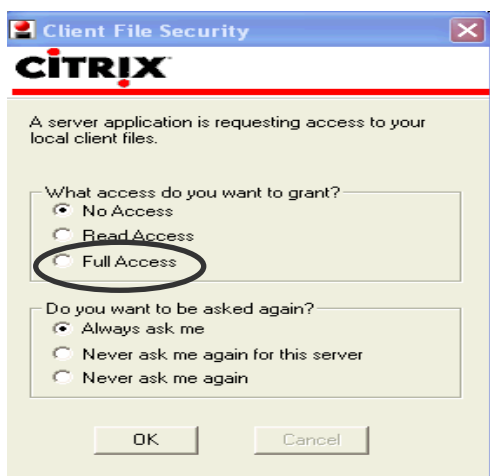 Client File Security
CİTRIX
A server application is requesting access to your
local client files.
What access do you want to grant?
No Access
Read Access
Full Access
Do you want to be asked again?
Always ask me
Never ask me again for this server
Never ask me again
OK
Cancel